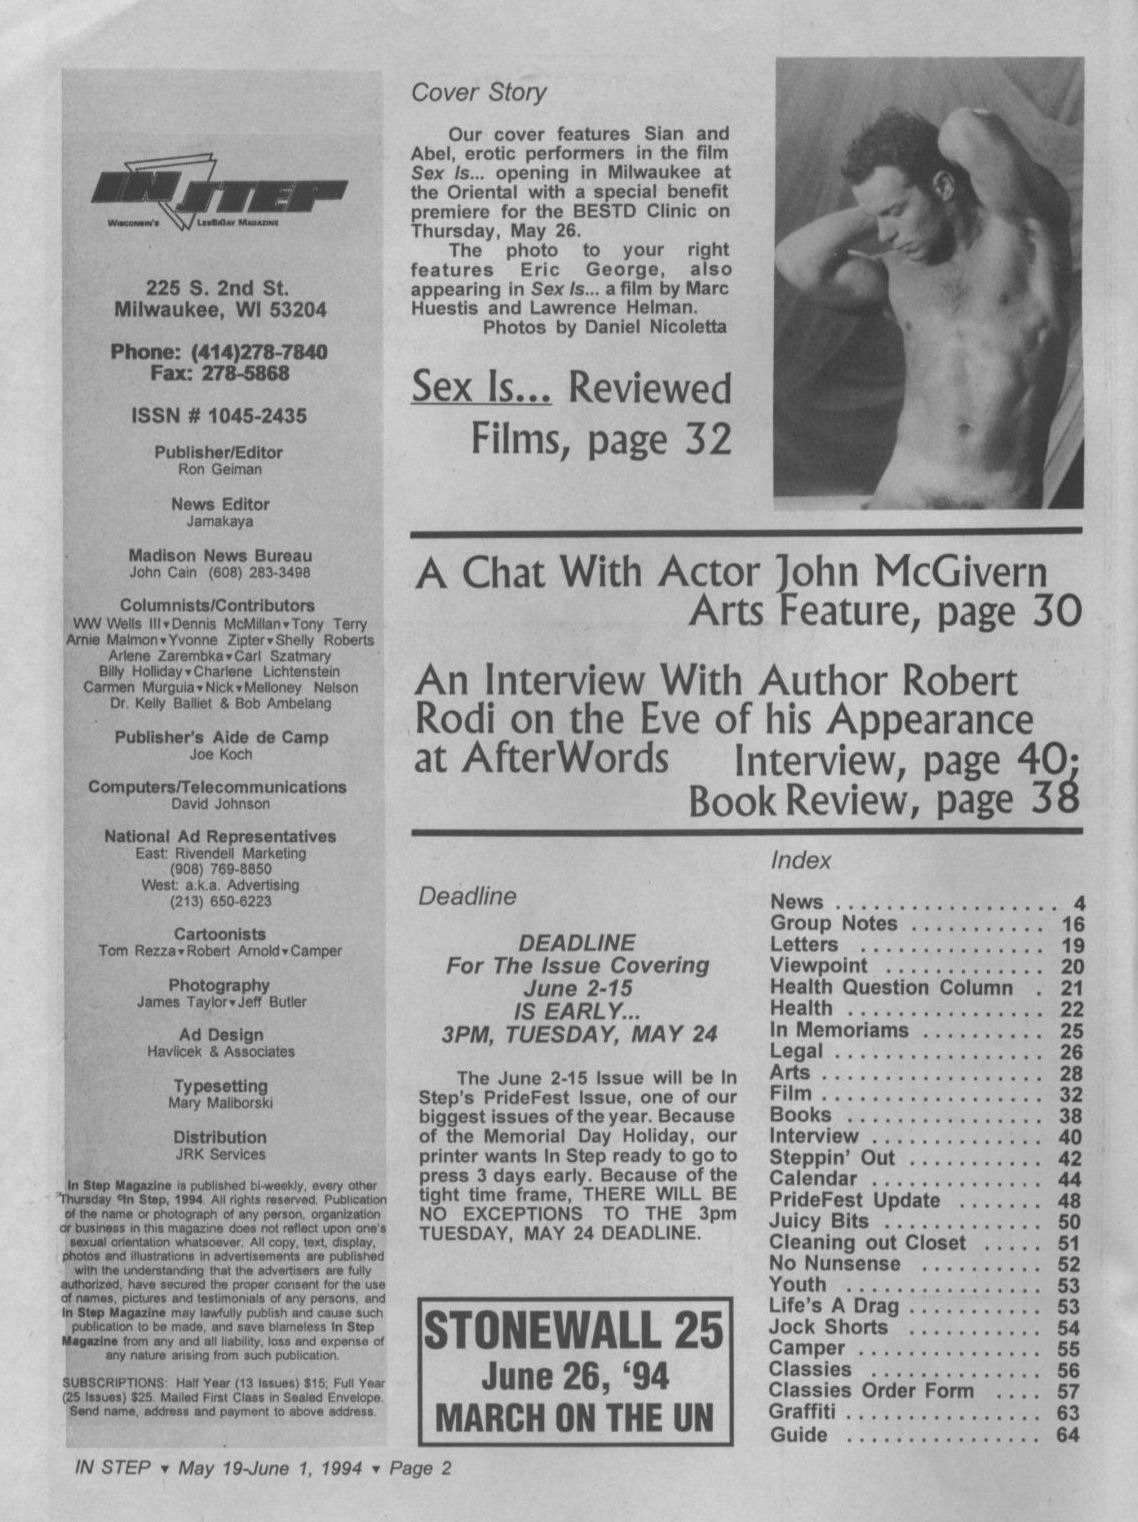 IN STEP
WISCONSIN'S LESBIGAY MAGAZINE
225 S. 2nd St.
Milwaukee, WI 53204
Phone: (414)278-7840
Fax: 278-5868
ISSN # 1045-2435
Publisher/Editor
Ron Geiman
News Editor
Jamakaya
Madison News Bureau
John Cain (608) 283-3498
Columnists/Contributors
WW Wells III▾Dennis McMillan▾Tony Terry
Arnie Malmon▾Yvonne Zipter▾Shelly Roberts
Arlene Zarembka▾Carl Szatmary
Billy Holliday▾Charlene Lichtenstein
Carmen Murguia▾Nick▾Melloney Nelson
Dr. Kelly Balliet & Bob Ambelang
Publisher's Aide de Camp
Joe Koch
Computers/Telecommunications
David Johnson
National Ad Representatives
East: Rivendell Marketing
(908) 769-8850
West: a.k.a. Advertising
(213) 650-6223
Cartoonists
Tom Rezza▾Robert Arnold▾Camper
Photography
James Taylor▾Jeff Butler
Ad Design
Havlicek & Associates
Typesetting
Mary Maliborski
Distribution
JRK Services
In Step Magazine is published bi-weekly, every other
Thursday ©In Step, 1994. All rights reserved. Publication
of the name or photograph of any person, organization
or business in this magazine does not reflect upon one's
sexual orientation whatsoever. All copy, text, display,
photos and illustrations in advertisements are published
with the understanding that the advertisers are fully
authorized, have secured the proper consent for the use
of names, pictures and testimonials of any persons, and
In Step Magazine may lawfully publish and cause such
publication to be made, and save blameless In Step
Magazine from any and all liability, loss and expense of
any nature arising from such publication.
SUBSCRIPTIONS: Half Year (13 Issues) $15; Full Year
(25 Issues) $25. Mailed First Class in Sealed Envelope.
Send name, address and payment to above address.
Cover Story
Our cover features Sian and
Abel, erotic performers in the film
Sex Is... opening in Milwaukee at
the Oriental with a special benefit
premiere for the BESTD Clinic on
Thursday, May 26.
The photo to your right
features Eric George, also
appearing in Sex Is... a film by Marc
Huestis and Lawrence Helman.
Photos by Daniel Nicoletta
Sex Is... Reviewed
Films, page 32
A Chat With Actor John McGivern
Arts Feature, page 30
An Interview With Author Robert
Rodi on the Eve of his Appearance
at AfterWords Interview, page 40;
Book Review, page 38
Deadline
DEADLINE
For The Issue Covering
June 2-15
IS EARLY...
3PM, TUESDAY, MAY 24
The June 2-15 Issue will be In
Step's PrideFest Issue, one of our
biggest issues of the year. Because
of the Memorial Day Holiday, our
printer wants In Step ready to go to
press 3 days early. Because of the
tight time frame, THERE WILL BE
NO EXCEPTIONS TO THE 3pm
TUESDAY, MAY 24 DEADLINE.
STONEWALL 25
June 26, ‘94
MARCH ON THE UN
Index
News . . . . . . . . . . . . . . . . . . 4
Group Notes . . . . . . . . . . . 16
Letters . . . . . . . . . . . . . . . 19
Viewpoint . . . . . . . . . . . . . 20
Health Question Column . 21
Health . . . . . . . . . . . . . . . . 22
In Memoriams . . . . . . . . . . 25
Legal . . . . . . . . . . . . . . . . . 26
Arts . . . . . . . . . . . . . . . . . . 28
Film . . . . . . . . . . . . . . . . . . 32
Books . . . . . . . . . . . . . . . . 38
Interview . . . . . . . . . . . . . . 40
Steppin' Out . . . . . . . . . . . . 42
Calendar . . . . . . . . . . . . . . . 44
PrideFest Update . . . . . . . 48
Juicy Bits . . . . . . . . . . . . . 50
Cleaning out Closet . . . . . 51
No Nunsense . . . . . . . . . . 52
Youth . . . . . . . . . . . . . . . . 53
Life's A Drag . . . . . . . . . . . 53
Jock Shorts . . . . . . . . . . . 54
Camper . . . . . . . . . . . . . . . 55
Classies . . . . . . . . . . . . . . 56
Classies Order Form . . . . 57
Graffiti . . . . . . . . . . . . . . . . 63
Guide . . . . . . . . . . . . . . . . 64
IN STEP ▾ May 19-June 1, 1994 ▾ Page 2